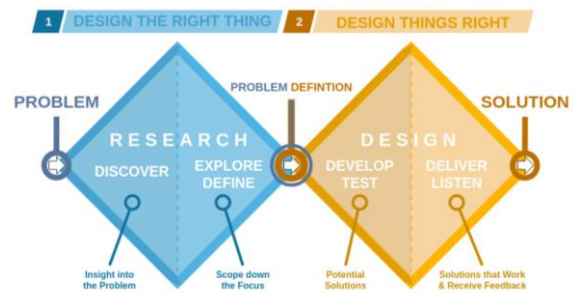 1 DESIGN THE RIGHT THING
2 DESIGN THINGS RIGHT
PROBLEM
PROBLEM DEFINTION
SOLUTION
RESEARCH
DESIGN
DISCOVER
EXPLORE
DEFINE
DEVELOP
TEST
DELIVER
LISTEN
Insight into
the Problem
Scope down
the Focus
Potential
Solutions
Solutions that Work
& Receive Feedback